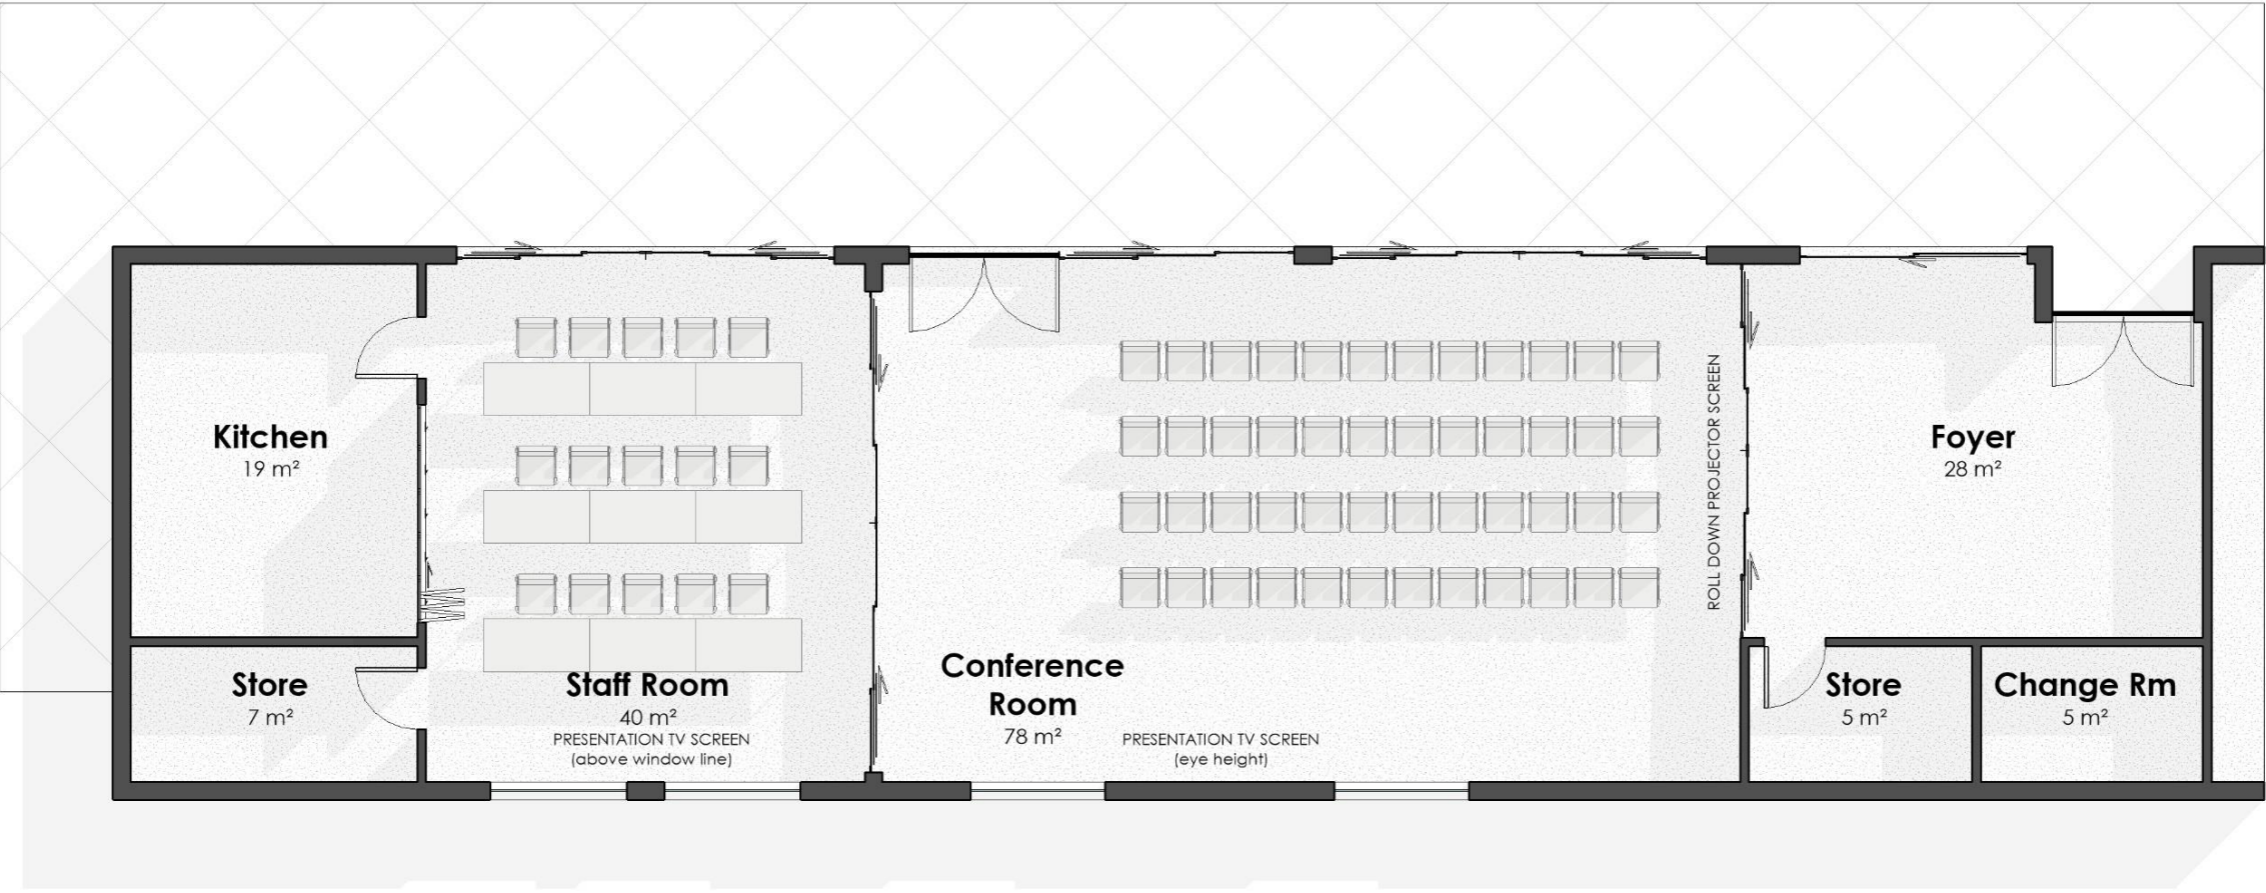 Kitchen
19 m²
Store
7 m²
Staff Room
40 m²
PRESENTATION TV SCREEN
(above window line)
Conference
Room
78 m²
PRESENTATION TV SCREEN
(eye height)
ROLL DOWN PROJECTOR SCREEN
Foyer
28 m²
Store
5 m²
Change Rm
5 m²